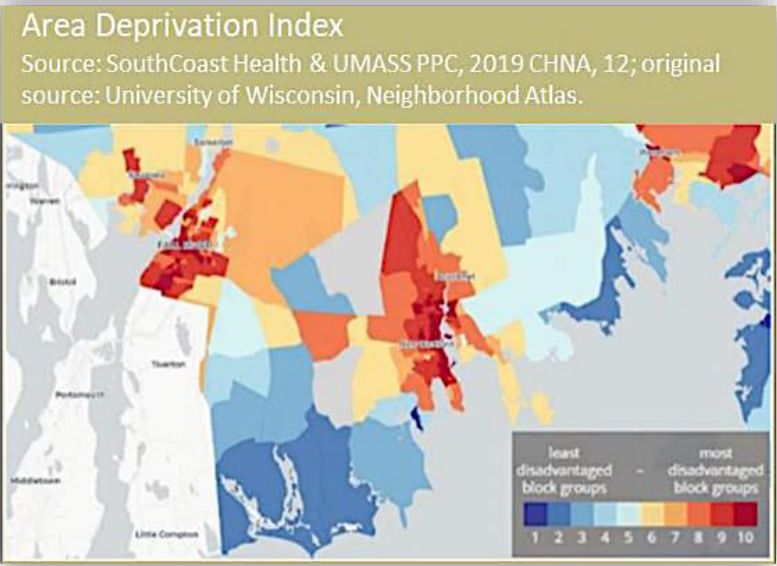 Area Deprivation Index
Source: SouthCoast Health & UMASS PPC, 2019 CHNA, 12; original
source: University of Wisconsin, Neighborhood Atlas.
Somerton
Warren
Bristol
Tiverton
Portsmouth
Middletown
Little Compton
least most
disadvantaged - disadvantaged
block groups block groups
1 2 3 4 5 6 7 8 9 10